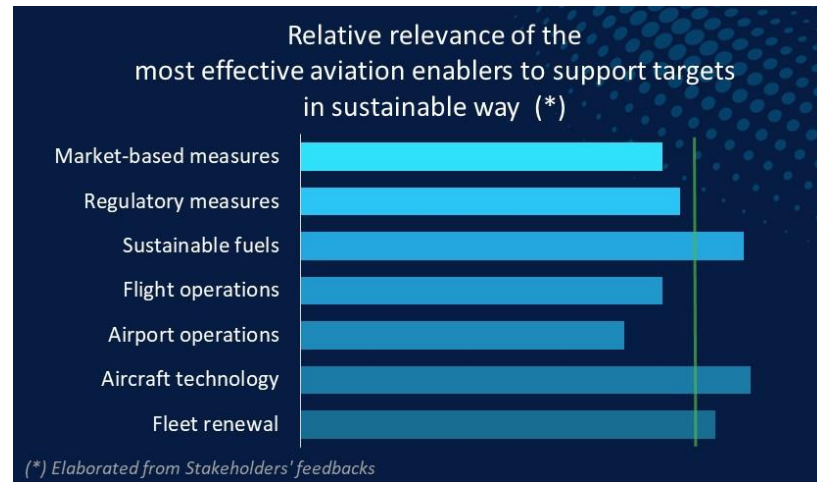 Relative relevance of the
most effective aviation enablers to support targets
in sustainable way (*)
Market-based measures
Regulatory measures
Sustainable fuels
Flight operations
Airport operations
Aircraft technology
Fleet renewal
(*) Elaborated from Stakeholders' feedbacks